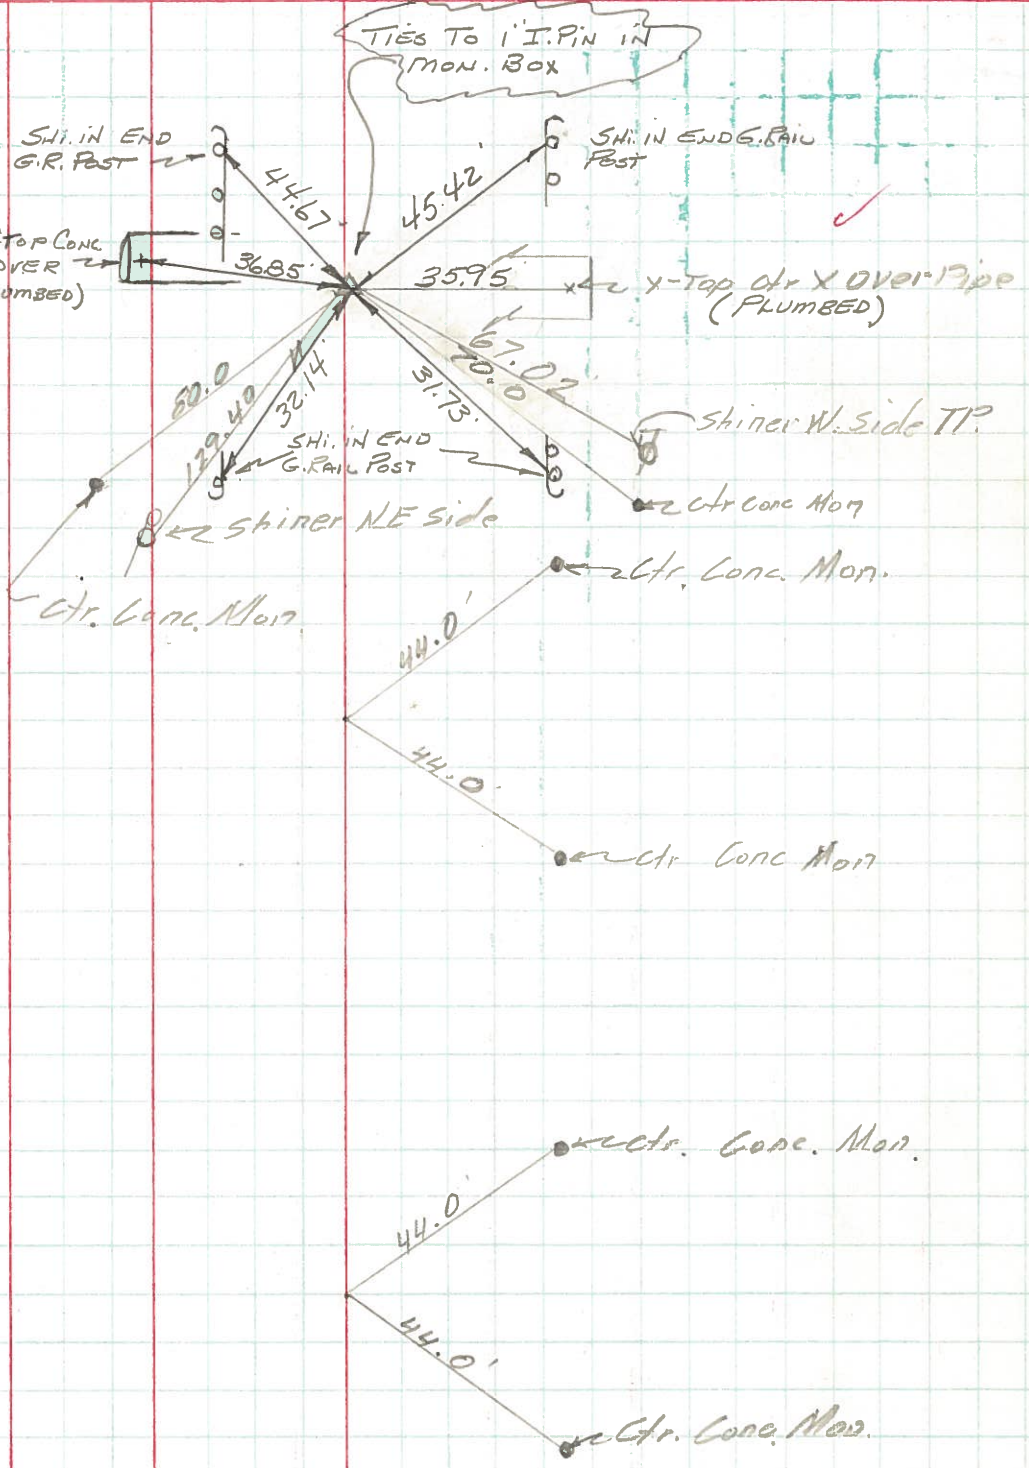 TIES TO 1" I.PIN IN
MON. BOX
SHI. IN END
G.R. POST
SHI. IN END G.RAIL
POST
44.67'
45.42'
TOP CONC
OVER
UMBED)
36.85'
35.95
X-Top Ctr X Over Pipe
(PLUMBED)
67.02
70.0
60.0
129.40
32.14'
31.73'
Shiner W. Side T.P.
SHI. IN END
G.RAIL POST
Ctr Conc Mon
Shiner NE Side
Ctr. Conc. Mon.
Ctr. Conc. Mon.
44.0'
44.0'
Ctr Conc Mon
Ctr. Conc. Mon.
44.0'
44.0'
Ctr. Conc. Mon.